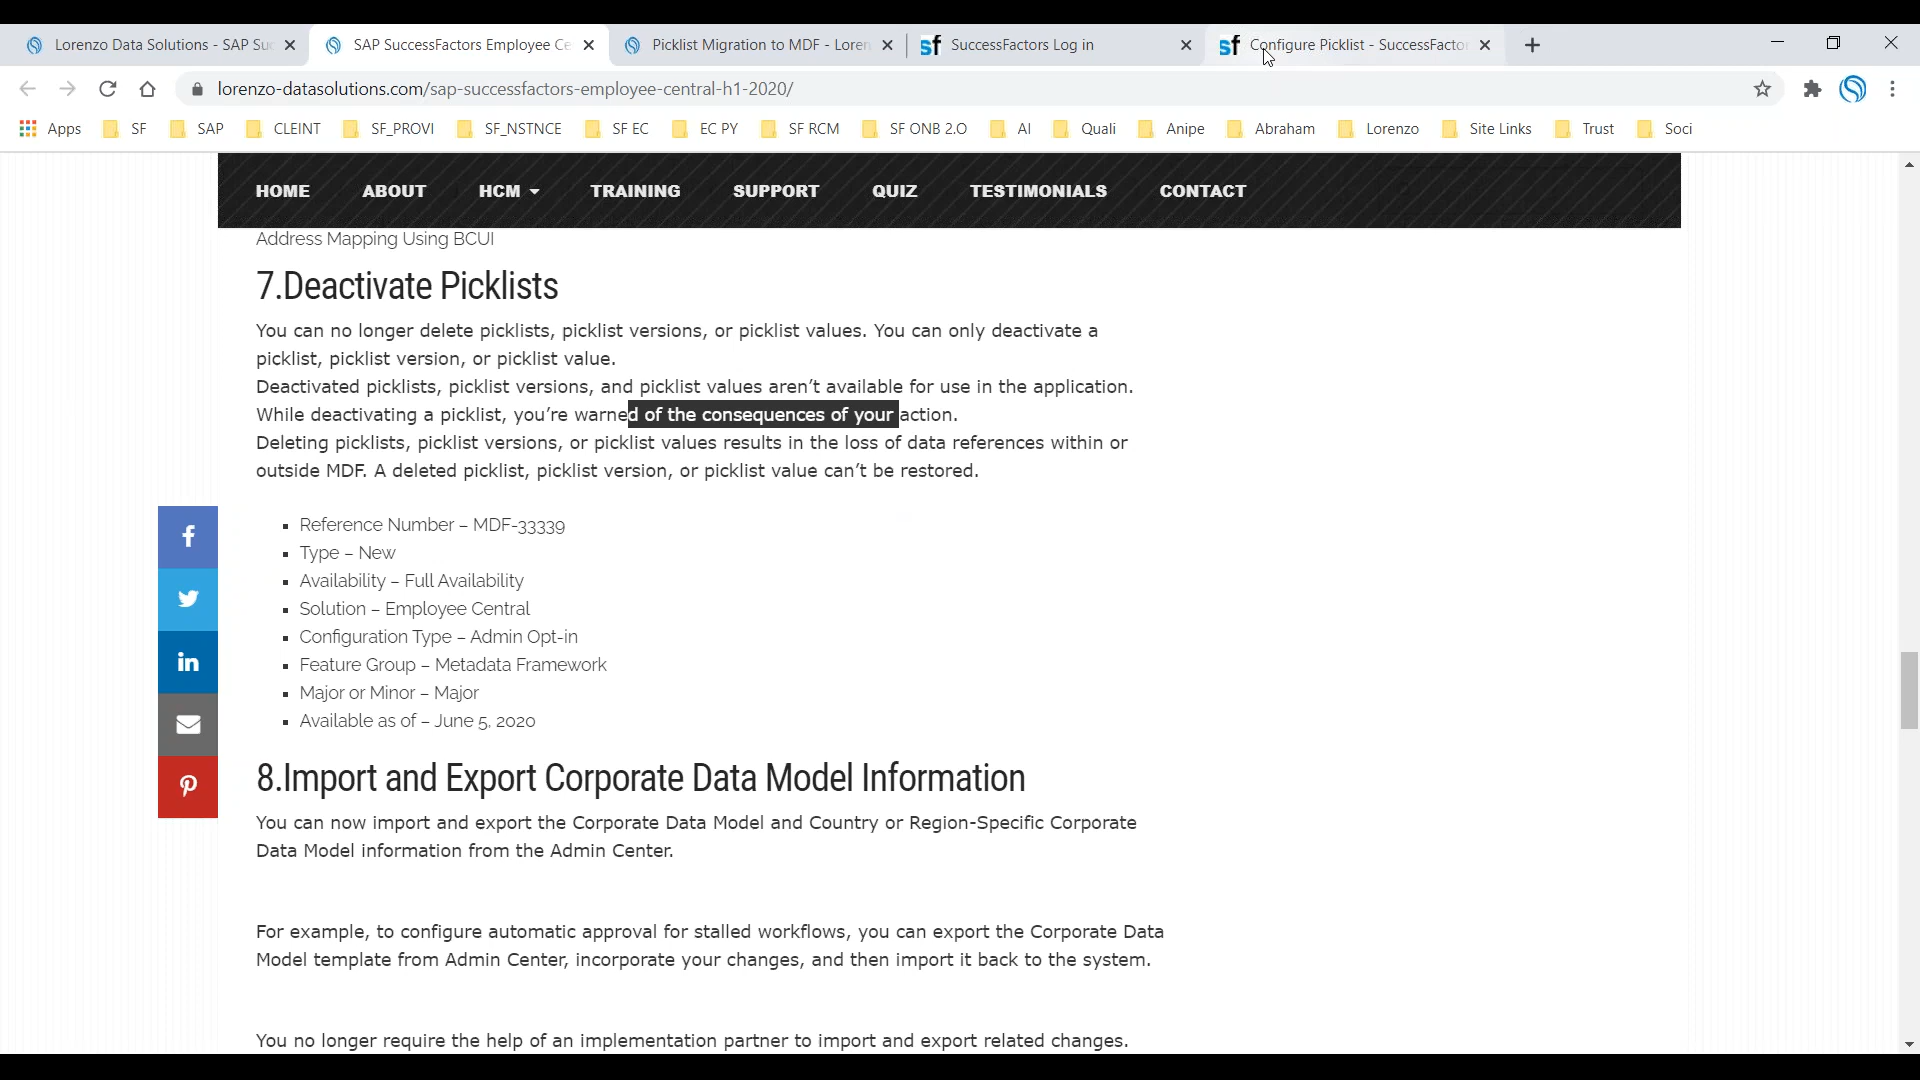 Lorenzo Data Solutions - SAP Suc
SAP SuccessFactors Employee Ce
Picklist Migration to MDF - Loren
SuccessFactors Log in
Configure Picklist - SuccessFactor
lorenzo-datasolutions.com/sap-successfactors-employee-central-h1-2020/
Apps SF SAP CLEINT SF_PROVI SF_NSTNCE SF EC EC PY SF RCM SF ONB 2.O AI Quali Anipe Abraham Lorenzo Site Links Trust Soci
HOME ABOUT HCM TRAINING SUPPORT QUIZ TESTIMONIALS CONTACT
Address Mapping Using BCUI
7.Deactivate Picklists
You can no longer delete picklists, picklist versions, or picklist values. You can only deactivate a
picklist, picklist version, or picklist value.
Deactivated picklists, picklist versions, and picklist values aren’t available for use in the application.
While deactivating a picklist, you’re warned of the consequences of your action.
Deleting picklists, picklist versions, or picklist values results in the loss of data references within or
outside MDF. A deleted picklist, picklist version, or picklist value can’t be restored.
Reference Number – MDF-33339
Type – New
Availability – Full Availability
Solution – Employee Central
Configuration Type – Admin Opt-in
Feature Group – Metadata Framework
Major or Minor – Major
Available as of – June 5, 2020
8.Import and Export Corporate Data Model Information
You can now import and export the Corporate Data Model and Country or Region-Specific Corporate
Data Model information from the Admin Center.
For example, to configure automatic approval for stalled workflows, you can export the Corporate Data
Model template from Admin Center, incorporate your changes, and then import it back to the system.
You no longer require the help of an implementation partner to import and export related changes.